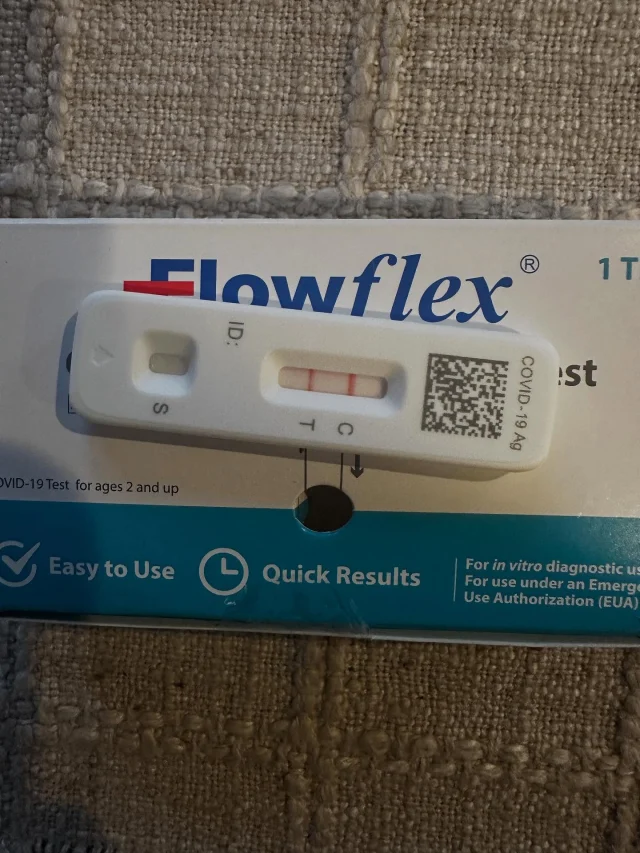 Flowflex®
1 T
ID:
S
T
C
COVID-19 Ag
est
OVID-19 Test for ages 2 and up
Easy to Use
Quick Results
For in vitro diagnostic us
For use under an Emerge
Use Authorization (EUA)